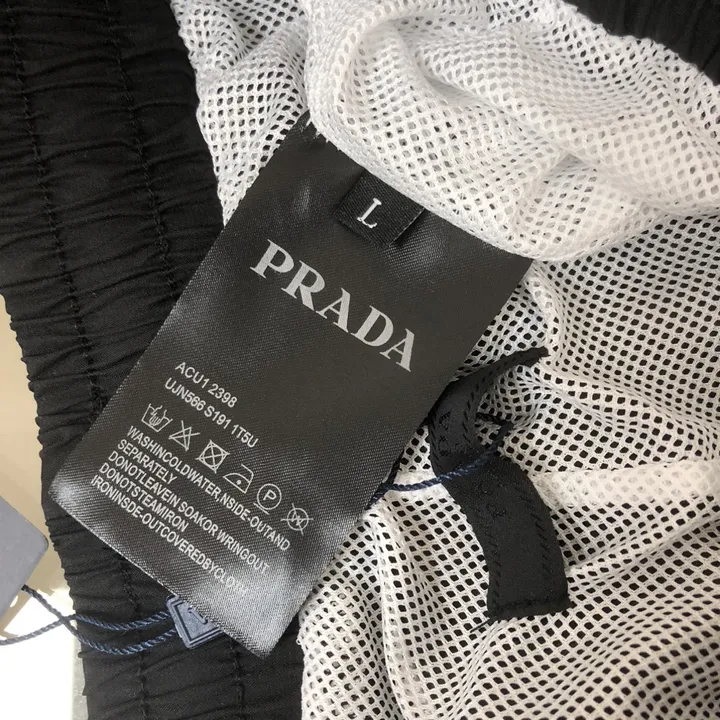 L
PRADA
ACU1 2398
UJN566 S191 1T5U
P
WASHINCOLDWATER NSIDE-OUTAND
SEPARATELY
DONOTLEAVEIN SOAKOR WRINGOUT
DONOTSTEAMIRON
IRONINSIDE-OUTCOVEREDBYCLOTH